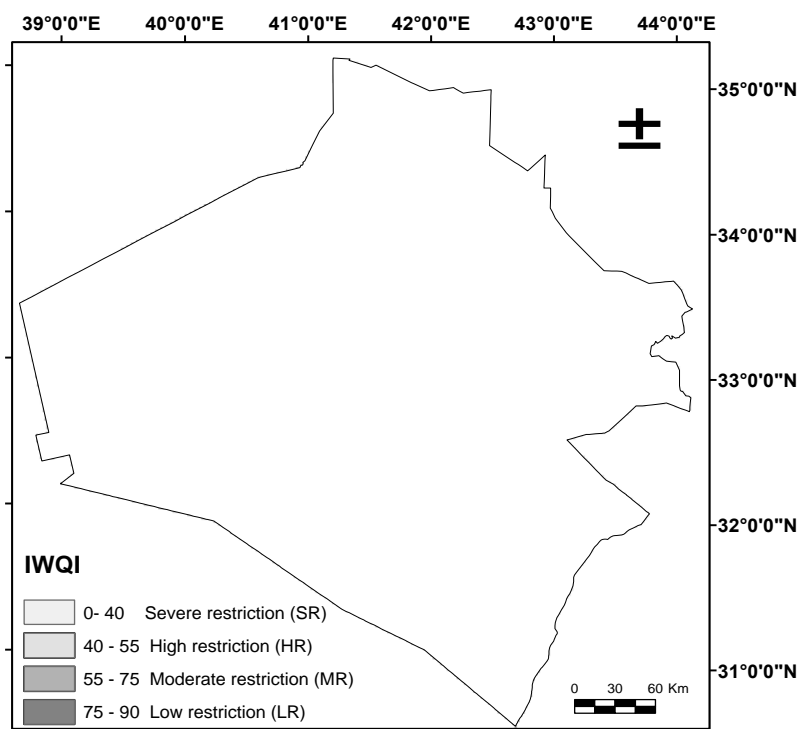 39°0'0"E 40°0'0"E 41°0'0"E 42°0'0"E 43°0'0"E 44°0'0"E
35°0'0"N
34°0'0"N
33°0'0"N
32°0'0"N
31°0'0"N
IWQI
0- 40 Severe restriction (SR)
40 - 55 High restriction (HR)
55 - 75 Moderate restriction (MR)
75 - 90 Low restriction (LR)
0 30 60 Km